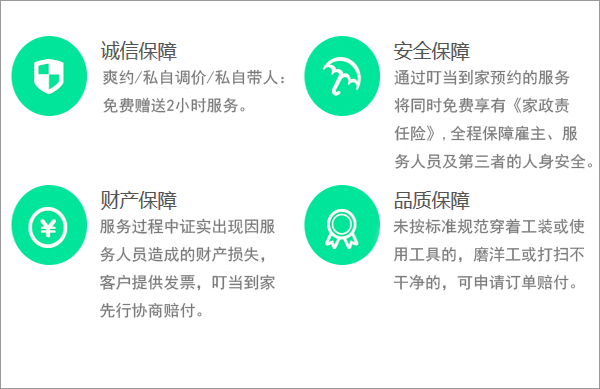 诚信保障
爽约/私自调价/私自带人：
免费赠送2小时服务。
安全保障
通过叮当到家预约的服务
将同时免费享有《家政责
任险》,全程保障雇主、服
务人员及第三者的人身安全。
财产保障
服务过程中证实出现因服
务人员造成的财产损失，
客户提供发票，叮当到家
先行协商赔付。
品质保障
未按标准规范穿着工装或使
用工具的，磨洋工或打扫不
干净的，可申请订单赔付。